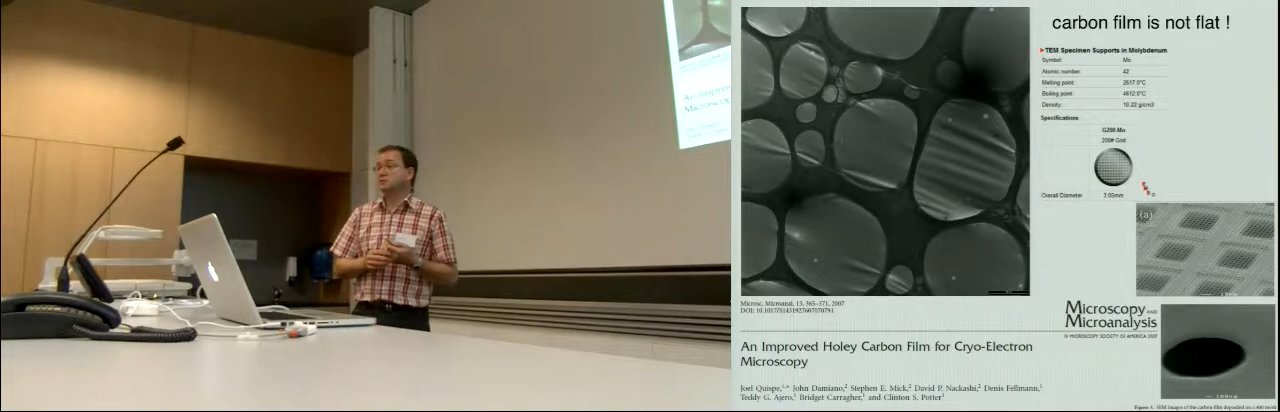 carbon film is not flat !
TEM Specimen Supports in Molybdenum
Symbol: Mo
Atomic number: 42
Melting point: 2617.0°C
Boiling point: 4612.0°C
Density: 10.22 g/cm3
Specifications
G200 Mo
200# Grid
Overall Diameter 3.05mm
(a)
Microsc. Microanal. 13, 365–371, 2007
DOI: 10.1017/S1431927607070791
Microscopy AND
Microanalysis
© MICROSCOPY SOCIETY OF AMERICA 2007
An Improved Holey Carbon Film for Cryo-Electron
Microscopy
Joel Quispe,1,* John Damiano,2 Stephen E. Mick,2 David P. Nackashi,2 Denis Fellmann,1
Teddy G. Ajero,1 Bridget Carragher,1 and Clinton S. Potter1
An Improv
Microscopy